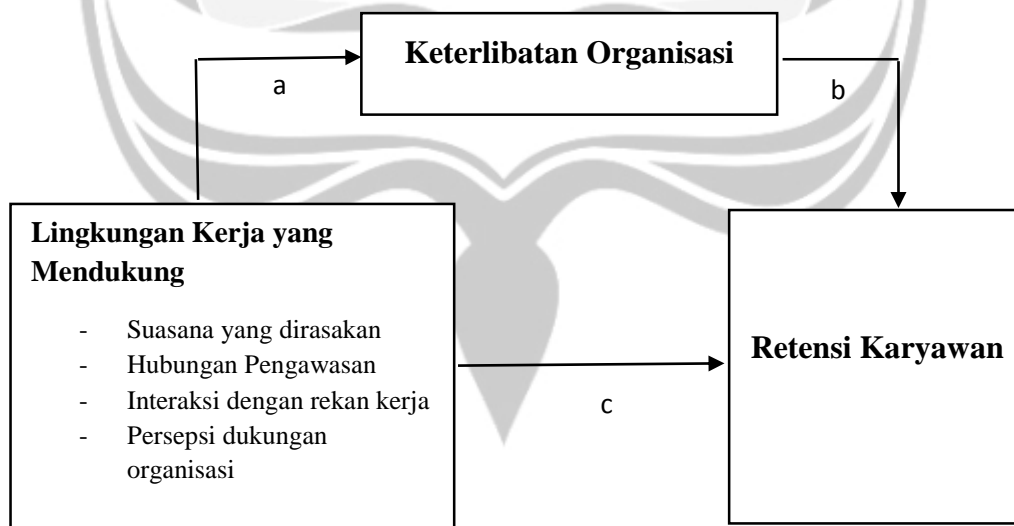 Keterlibatan Organisasi
a
b
Lingkungan Kerja yang
Mendukung
- Suasana yang dirasakan
- Hubungan Pengawasan
- Interaksi dengan rekan kerja
- Persepsi dukungan
organisasi
Retensi Karyawan
c